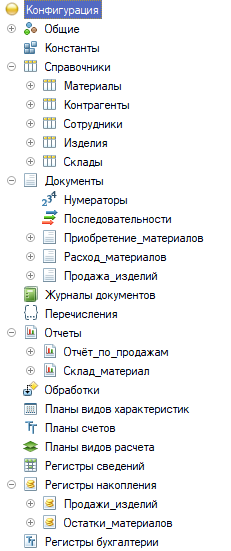 Конфигурация
Общие
Константы
Справочники
Материалы
Контрагенты
Сотрудники
Изделия
Склады
Документы
Нумераторы
Последовательности
Приобретение_материалов
Расход_материалов
Продажа_изделий
Журналы документов
Перечисления
Отчеты
Отчёт_по_продажам
Склад_материал
Обработки
Планы видов характеристик
Планы счетов
Планы видов расчета
Регистры сведений
Регистры накопления
Продажи_изделий
Остатки_материалов
Регистры бухгалтерии